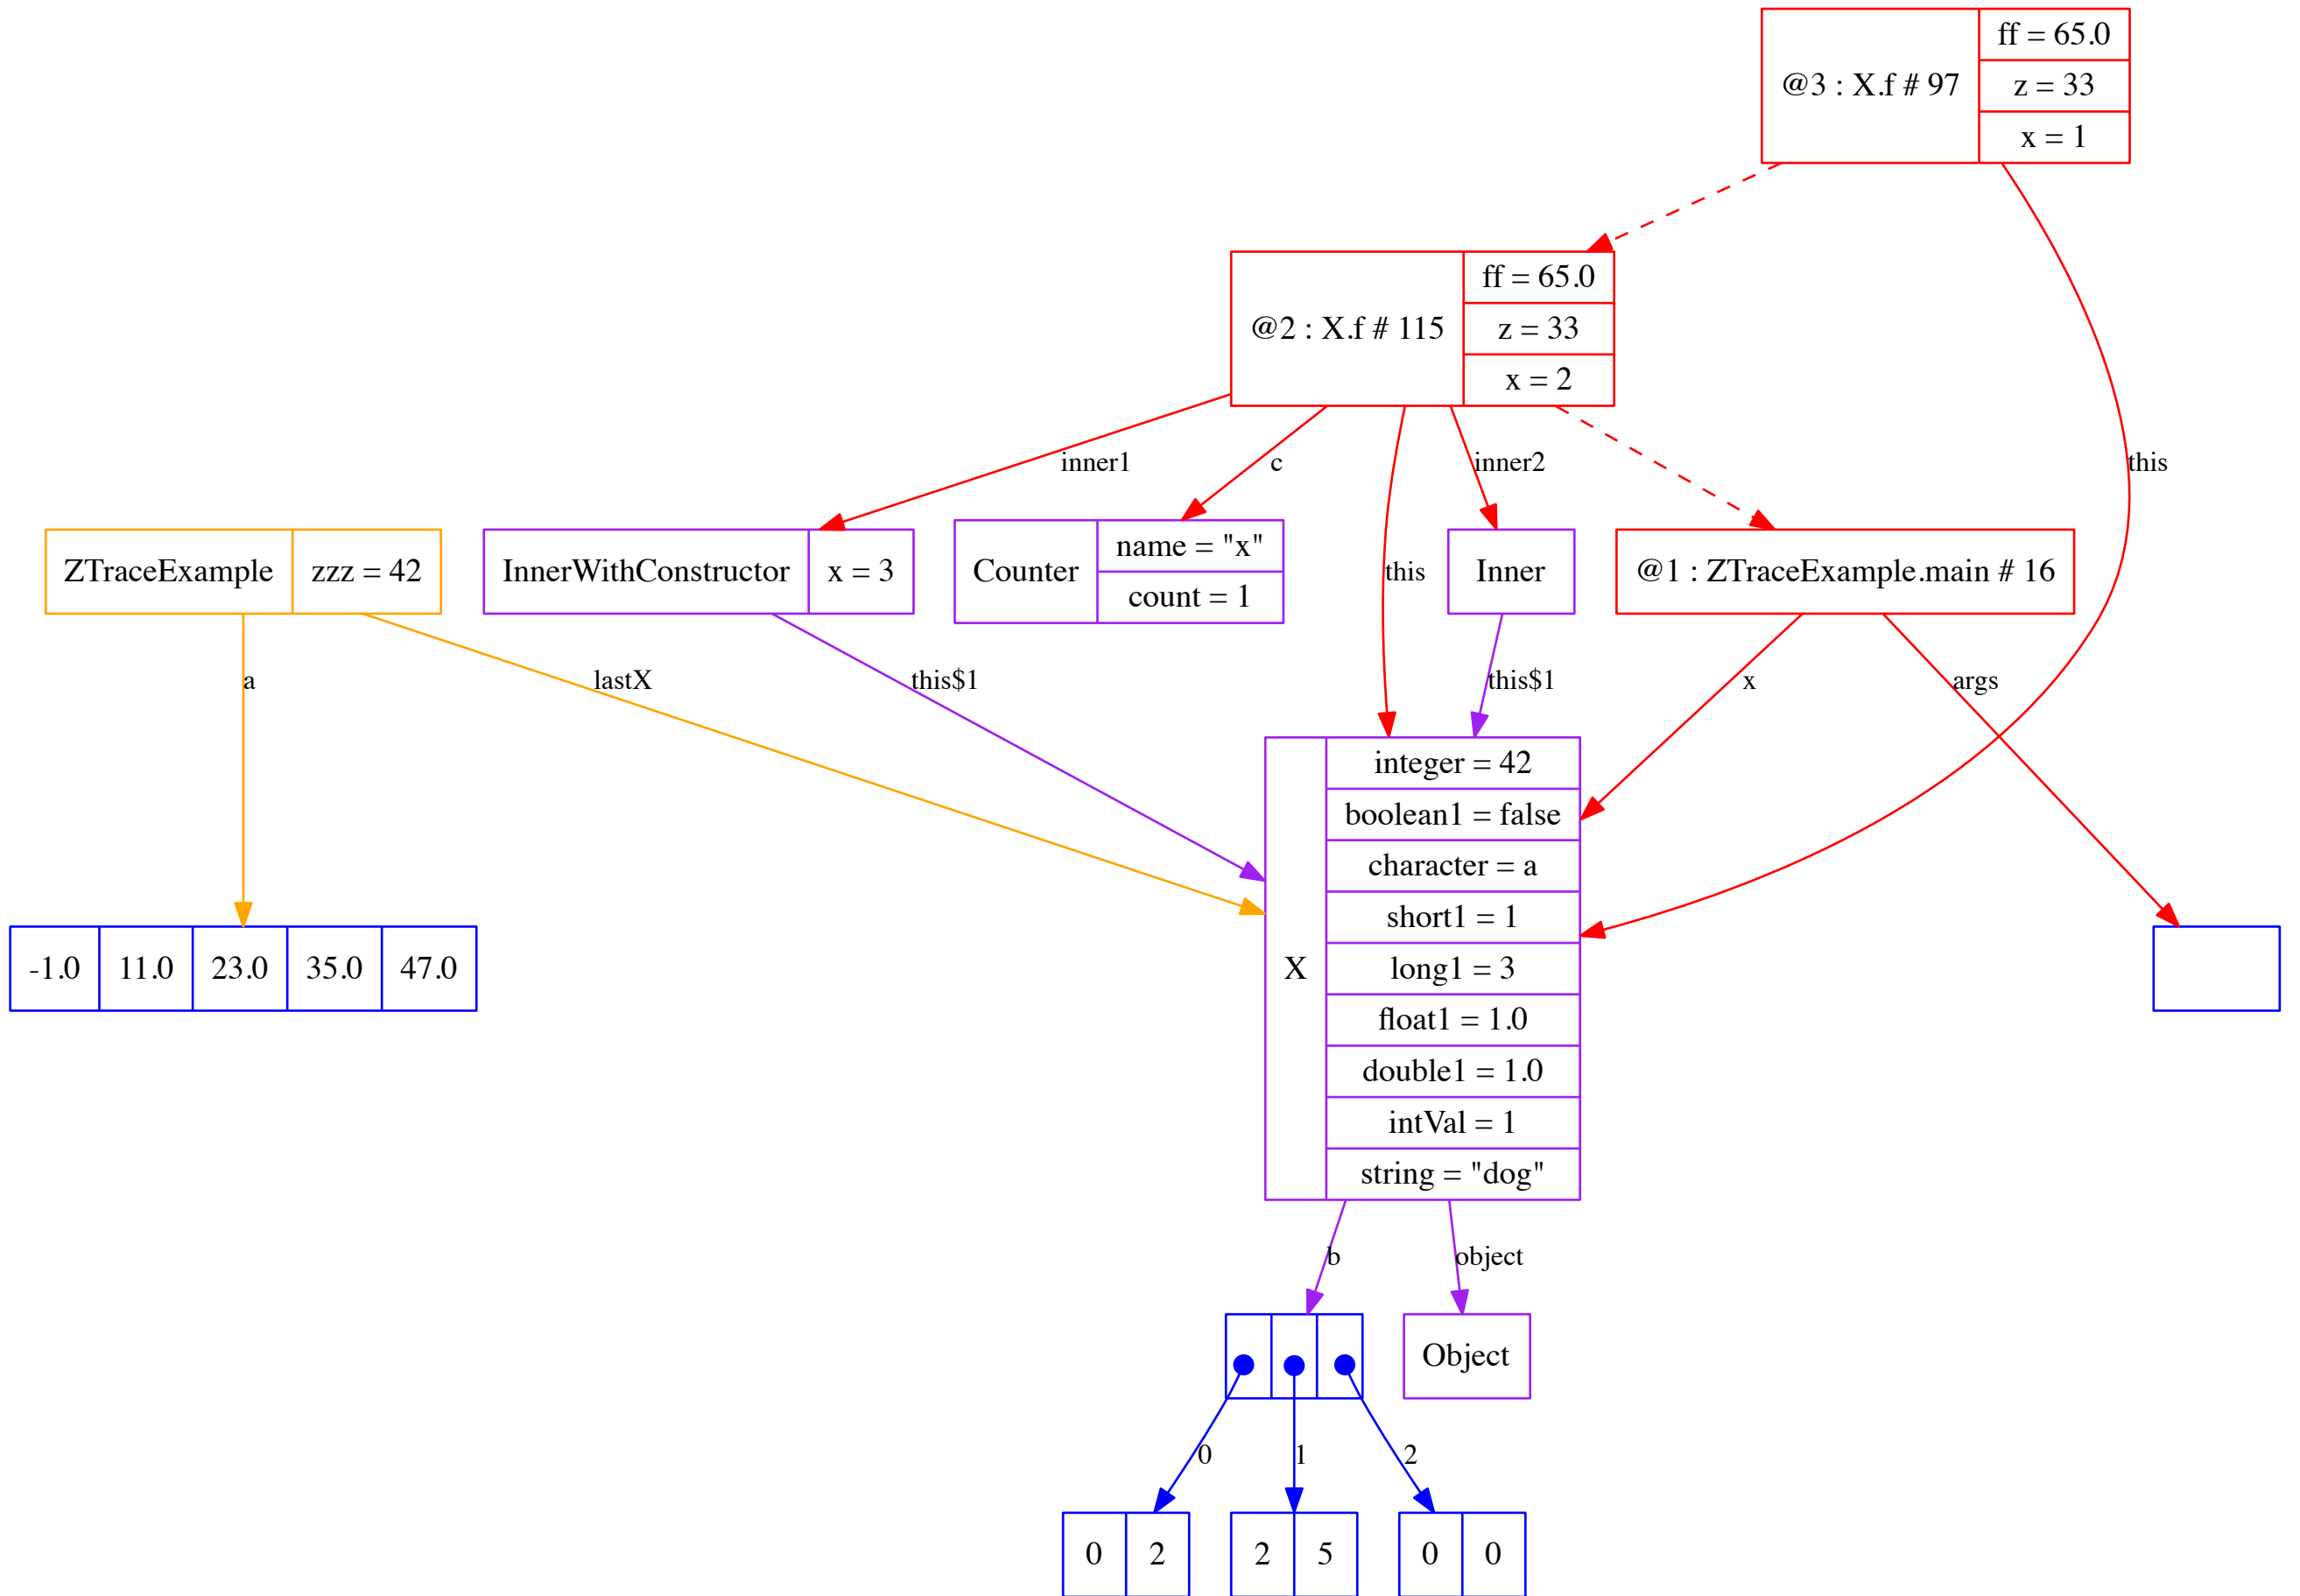 @3 : X.f # 97
ff = 65.0
z = 33
x = 1
@2 : X.f # 115
ff = 65.0
z = 33
x = 2
inner1
c
inner2
this
this
ZTraceExample
zzz = 42
InnerWithConstructor
x = 3
Counter
name = "x"
count = 1
Inner
@1 : ZTraceExample.main # 16
a
lastX
this$1
this$1
x
args
X
integer = 42
boolean1 = false
character = a
short1 = 1
long1 = 3
float1 = 1.0
double1 = 1.0
intVal = 1
string = "dog"
-1.0
11.0
23.0
35.0
47.0
b
object
Object
0
1
2
0
2
2
5
0
0